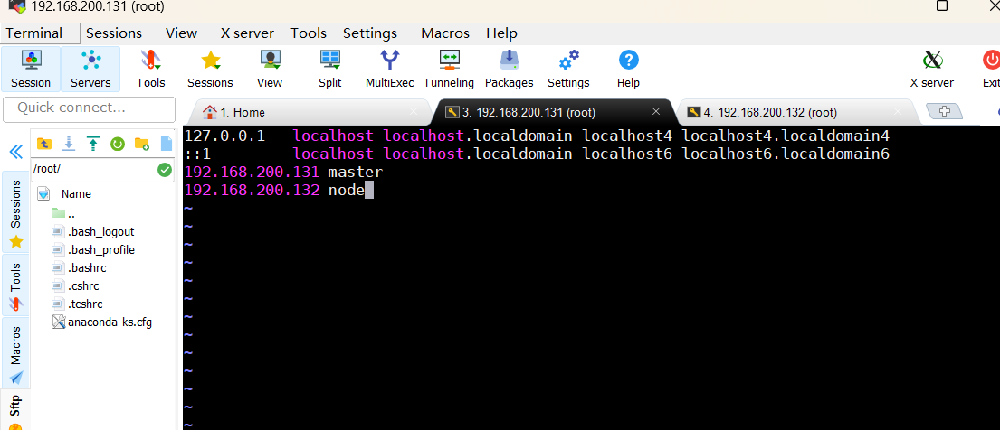 192.168.200.131 (root)
Terminal Sessions View X server Tools Settings Macros Help
Session Servers Tools Sessions View Split MultiExec Tunneling Packages Settings Help X server Exit
Quick connect...
1. Home
3. 192.168.200.131 (root)
4. 192.168.200.132 (root)
/root/
Name
..
.bash_logout
.bash_profile
.bashrc
.cshrc
.tcshrc
anaconda-ks.cfg
Sessions
Tools
Macros
Sftp
127.0.0.1   localhost localhost.localdomain localhost4 localhost4.localdomain4
::1         localhost localhost.localdomain localhost6 localhost6.localdomain6
192.168.200.131 master
192.168.200.132 node
~
~
~
~
~
~
~
~
~
~
~
~
~